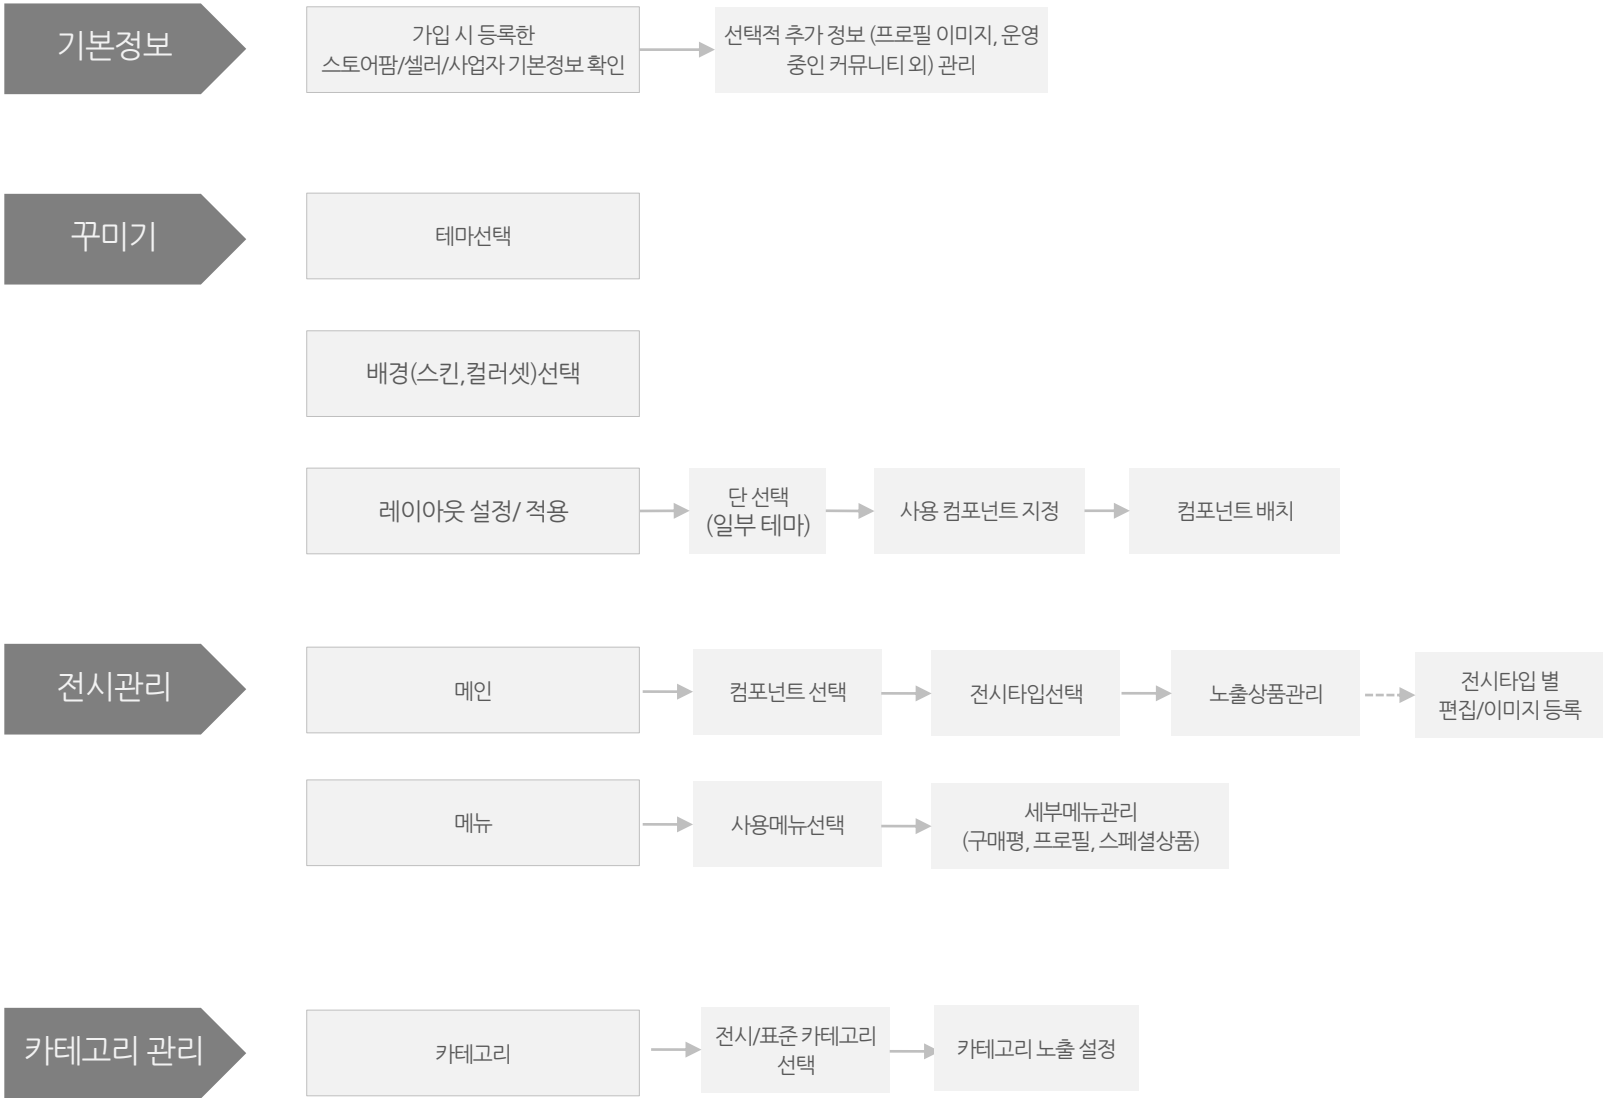 기본정보
가입 시 등록한
스토어팜/셀러/사업자 기본정보 확인
선택적 추가 정보 (프로필 이미지, 운영
중인 커뮤니티 외) 관리
꾸미기
테마선택
배경(스킨,컬러셋)선택
레이아웃 설정/ 적용
단 선택
(일부 테마)
사용 컴포넌트 지정
컴포넌트 배치
전시관리
메인
컴포넌트 선택
전시타입선택
노출상품관리
전시타입 별
편집/이미지 등록
메뉴
사용메뉴선택
세부메뉴관리
(구매평, 프로필, 스페셜상품)
카테고리 관리
카테고리
전시/표준 카테고리
선택
카테고리 노출 설정